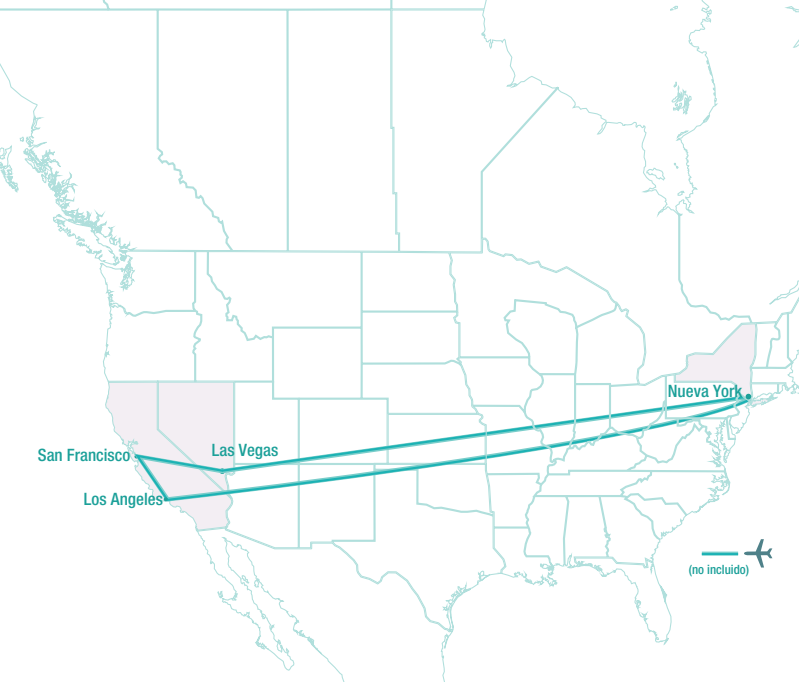 Nueva York
Las Vegas
San Francisco
Los Angeles
(no incluido)